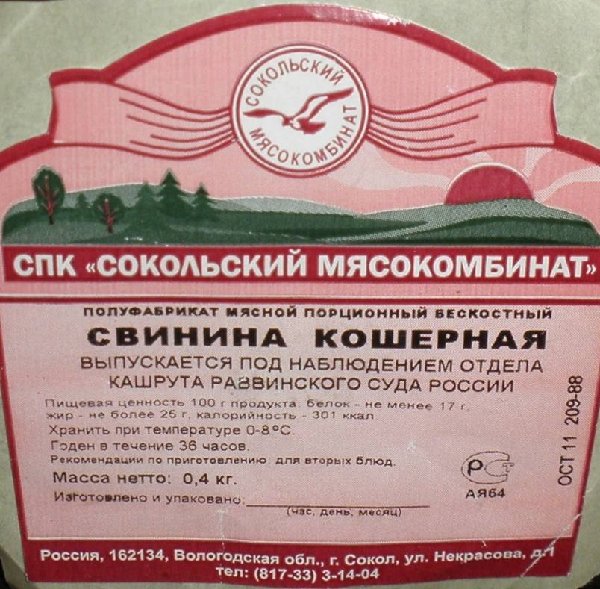 СОКОЛЬСКИЙ
МЯСОКОМБИНАТ
СПК «СОКОЛЬСКИЙ МЯСОКОМБИНАТ»
ПОЛУФАБРИКАТ МЯСНОЙ ПОРЦИОННЫЙ БЕСКОСТНЫЙ
СВИНИНА КОШЕРНАЯ
ВЫПУСКАЕТСЯ ПОД НАБЛЮДЕНИЕМ ОТДЕЛА
КАШРУТА РАВВИНСКОГО СУДА РОССИИ
Пищевая ценность 100 г продукта: белок - не менее 17 г,
жир - не более 25 г, калорийность - 301 ккал.
Хранить при температуре 0-8°С.
Годен в течение 36 часов.
Рекомендации по приготовлению: для вторых блюд.
Масса нетто: 0,4 кг.
Изготовлено и упаковано:
(час, день, месяц)
РС
АЯ64
ОСТ 11 209-88
Россия, 162134, Вологодская обл., г. Сокол, ул. Некрасова, д.1
тел: (817-33) 3-14-04